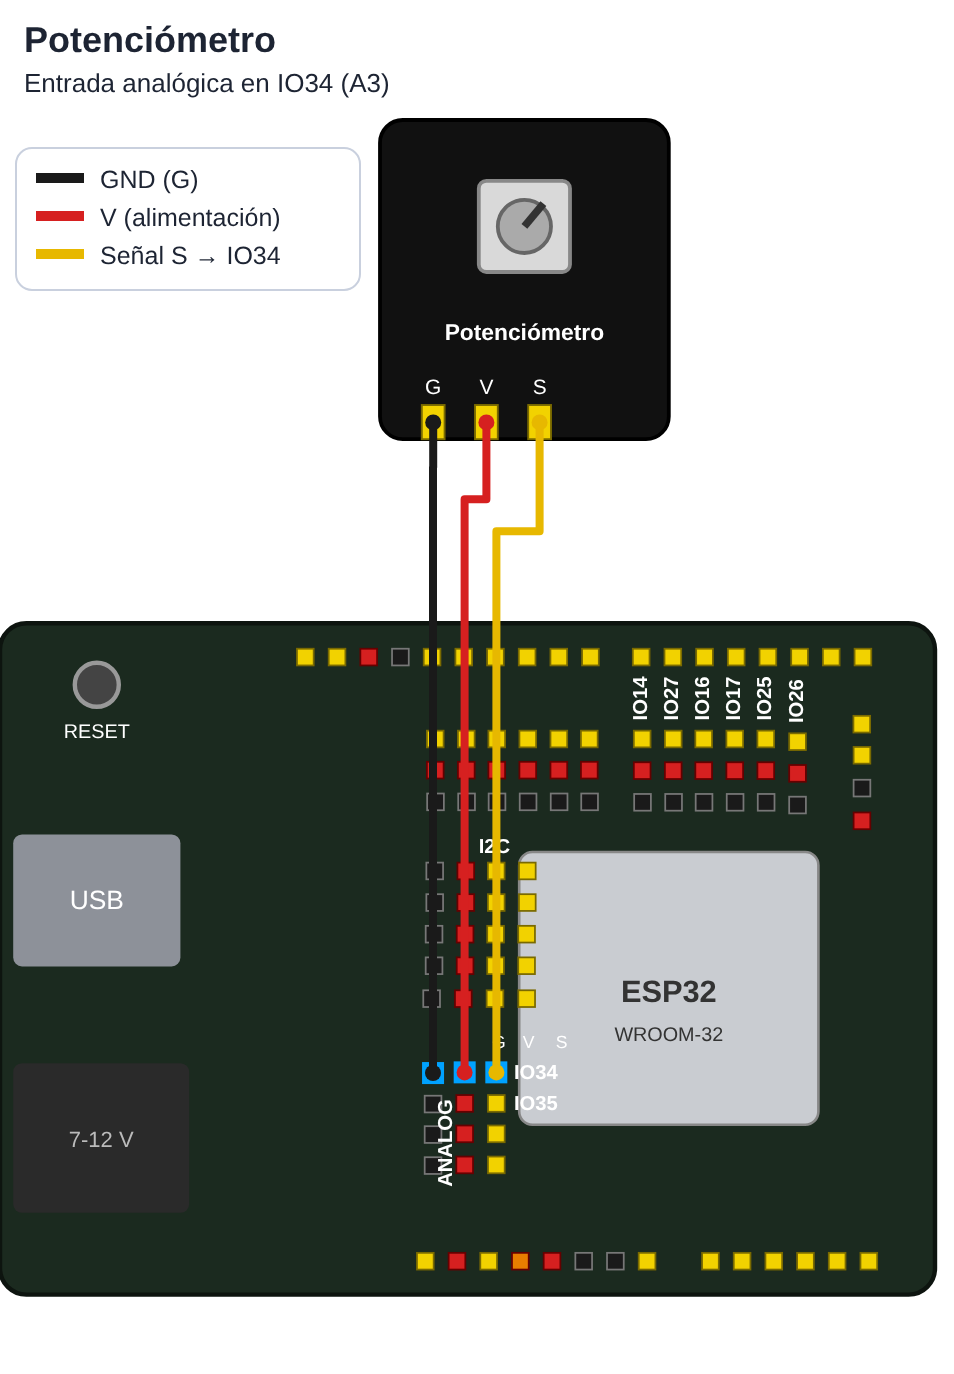 Potenciómetro
Entrada analógica en IO34 (A3)
GND (G)
V (alimentación)
Señal S → IO34
Potenciómetro
G V S
IO14 IO27 IO16 IO17 IO25 IO26
RESET
I2C
USB
ESP32
WROOM-32
G V S
IO34
IO35
ANALOG
7-12 V